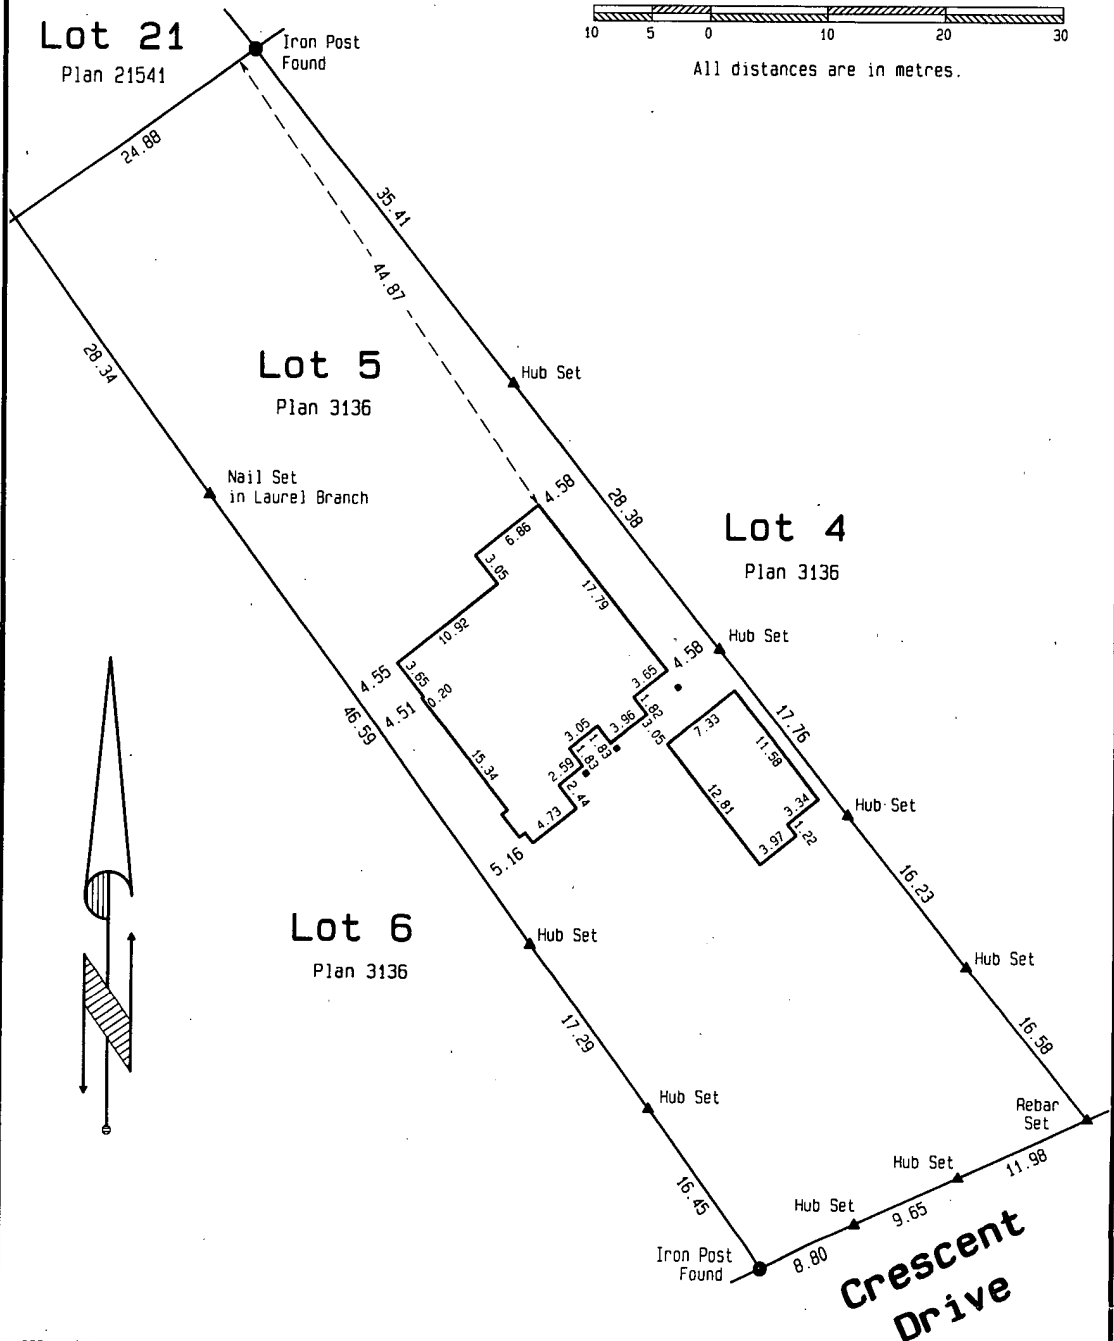 Lot 21
Plan 21541
Iron Post
Found
10 5 0 10 20 30
All distances are in metres.
24.88
35.41
44.87
28.34
Lot 5
Plan 3136
Hub Set
Nail Set
in Laurel Branch
4.58
28.38
6.86
3.05
Lot 4
Plan 3136
17.79
10.92
Hub Set
4.58
4.55
3.65
3.65
0.20
4.51
46.59
1.82
3.05
3.96
3.05
1.83
1.83
2.59
2.44
15.34
4.73
5.16
7.33
17.76
11.58
12.81
3.34
1.22
3.97
Hub Set
16.23
Lot 6
Plan 3136
Hub Set
Hub Set
17.29
16.58
Hub Set
Rebar
Set
16.45
Hub Set
11.98
Hub Set
9.65
Iron Post
Found
8.80
Crescent
Drive